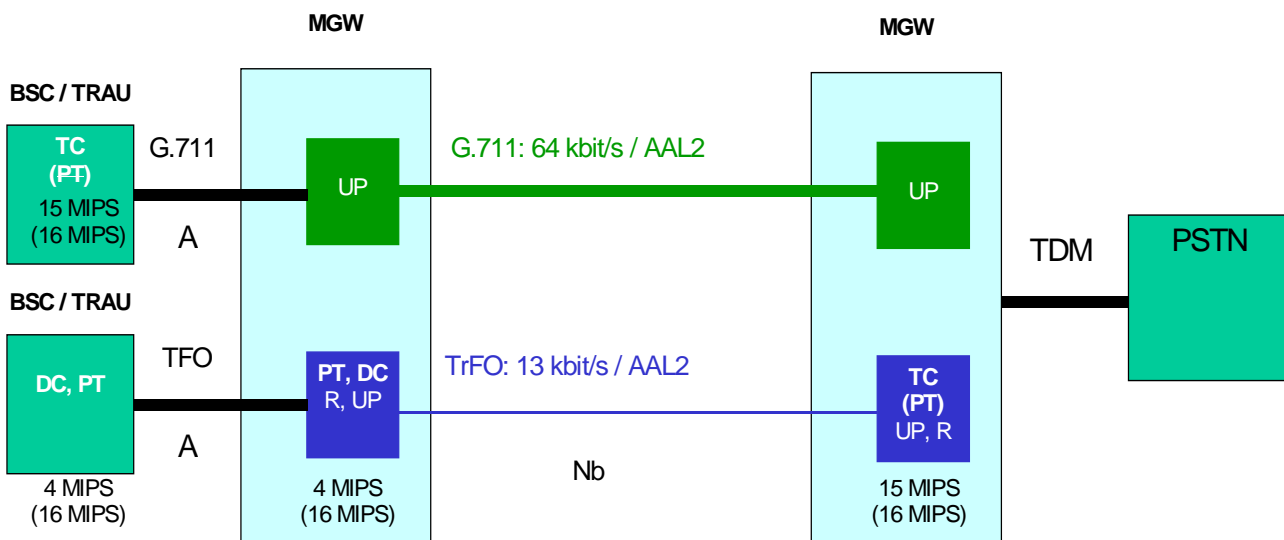 MGW
MGW
BSC / TRAU
TC
(PT)
15 MIPS
(16 MIPS)
G.711
A
UP
G.711: 64 kbit/s / AAL2
UP
TDM
PSTN
BSC / TRAU
DC, PT
4 MIPS
(16 MIPS)
TFO
A
PT, DC
R, UP
4 MIPS
(16 MIPS)
TrFO: 13 kbit/s / AAL2
Nb
TC
(PT)
UP, R
15 MIPS
(16 MIPS)